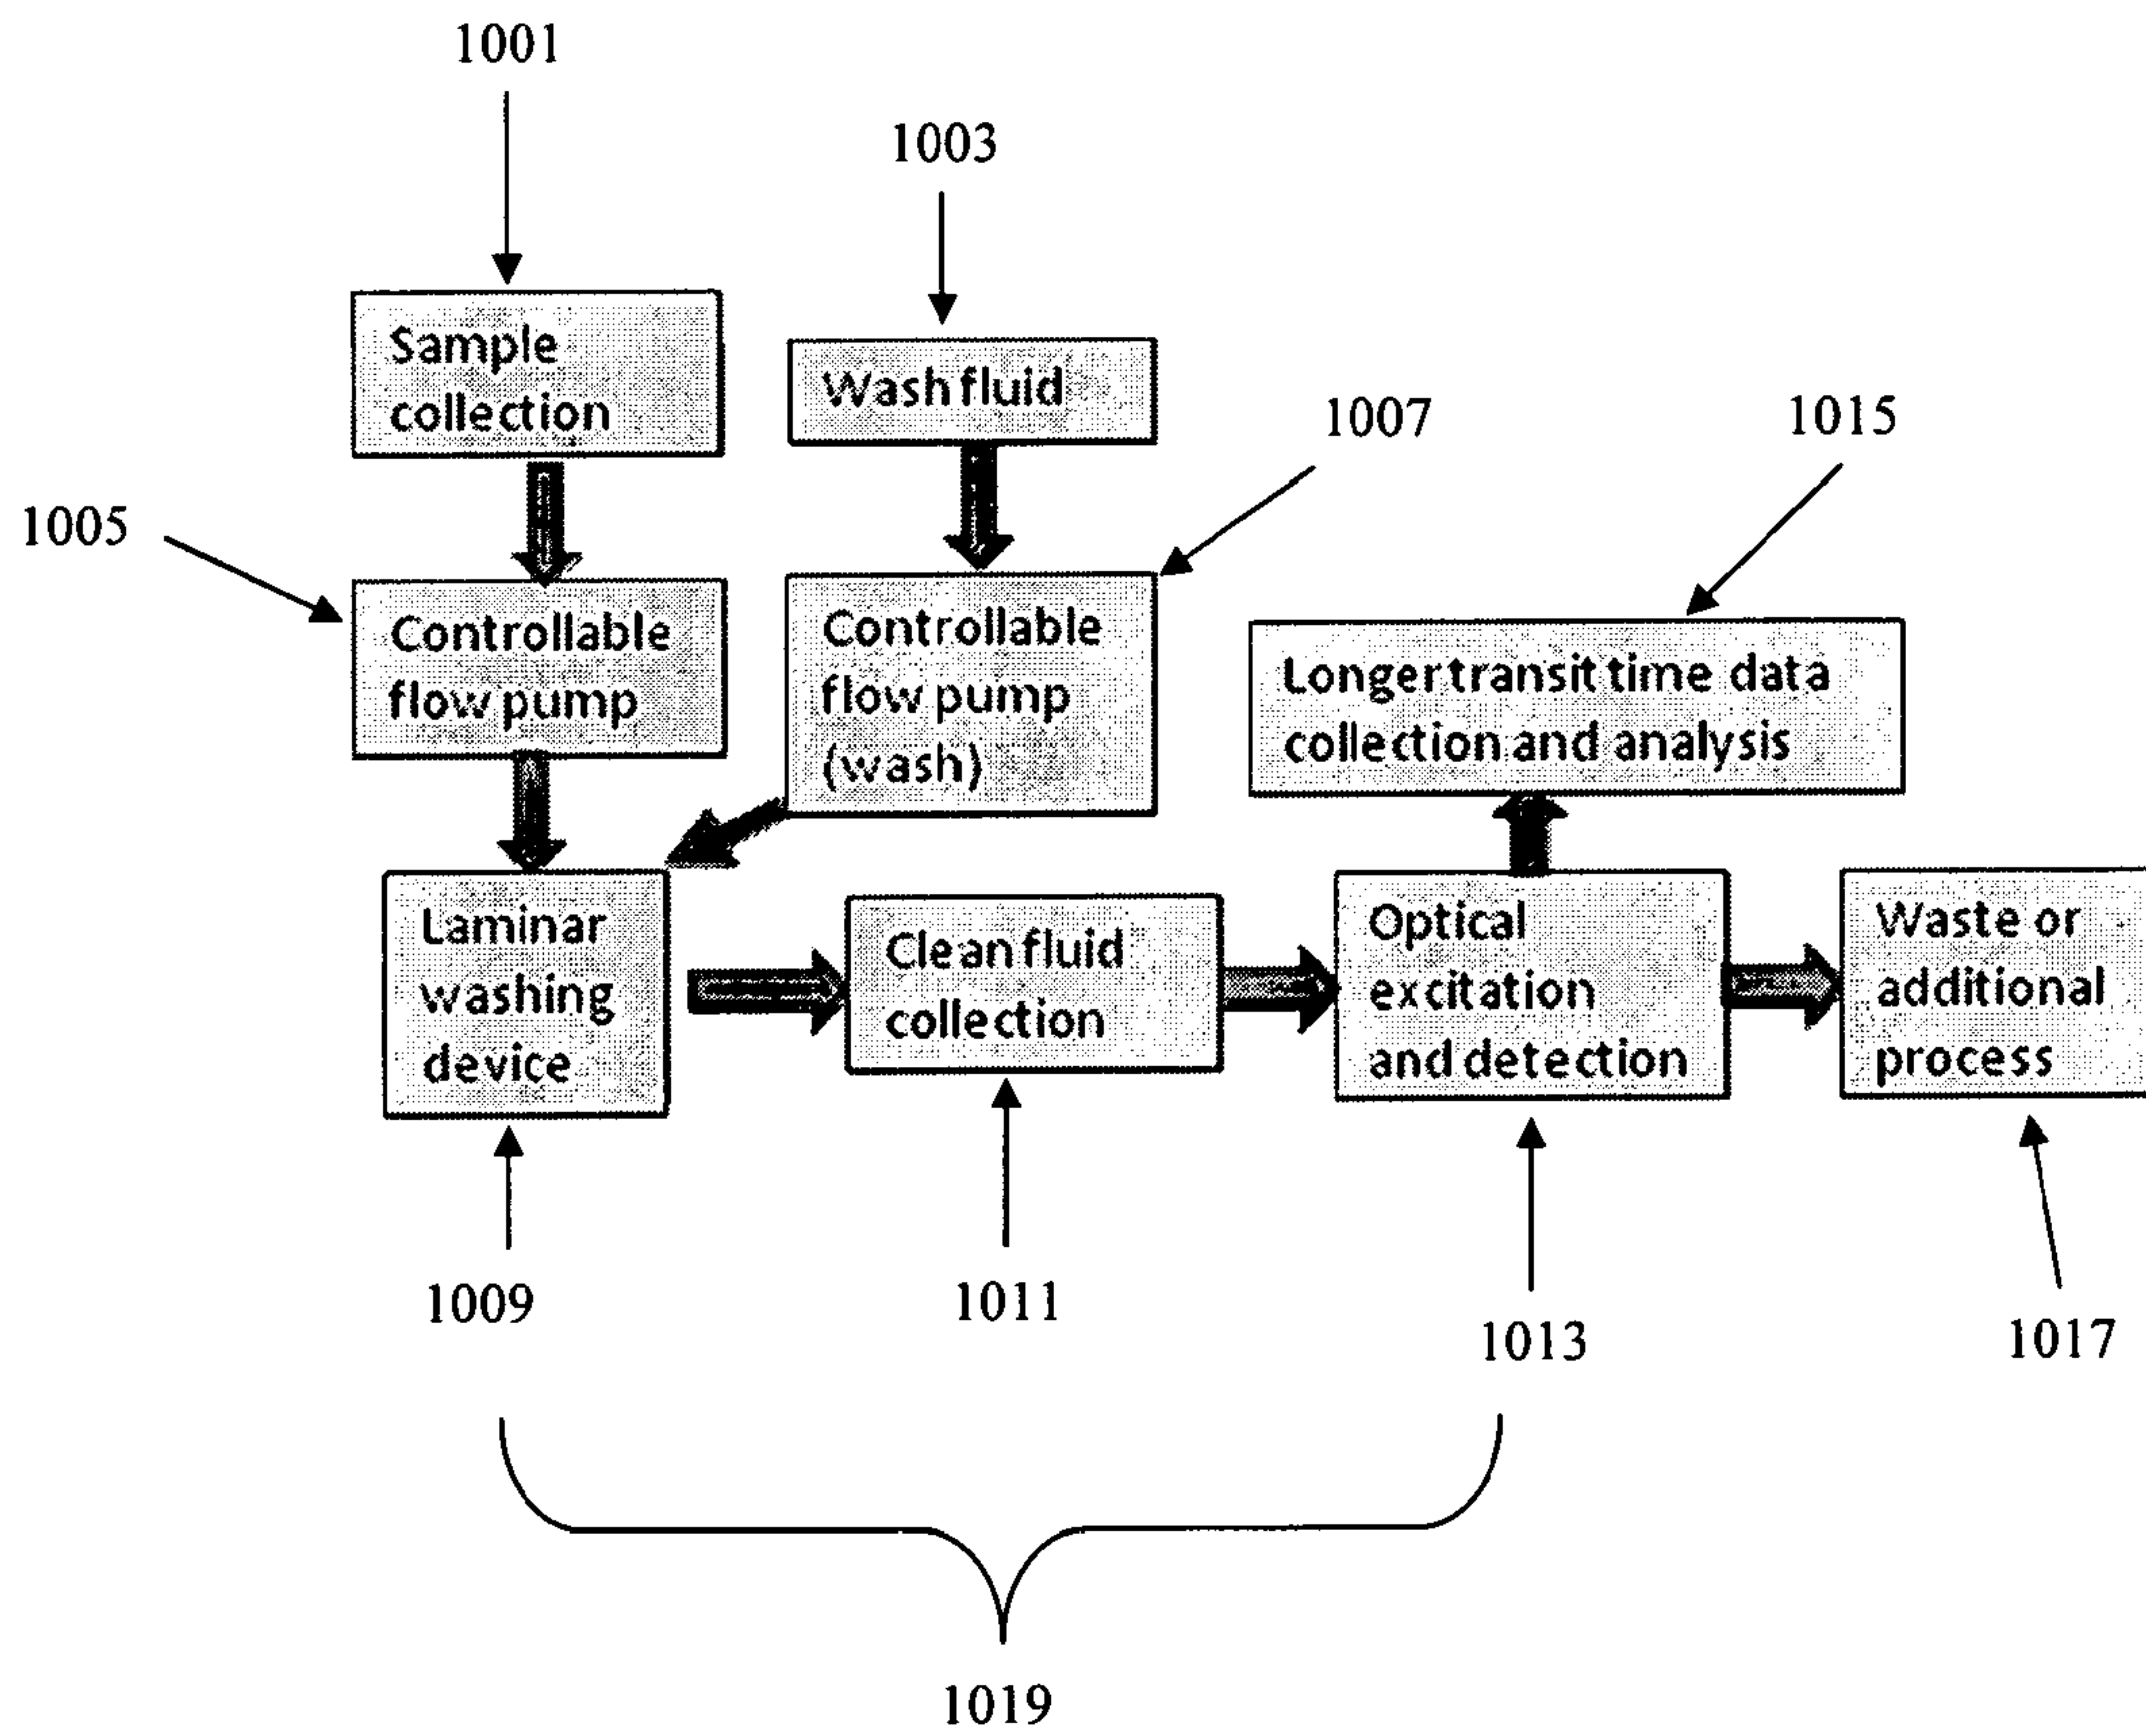 1001
1003
Sample
collection
Wash fluid
1007
1015
1005
Controllable
flow pump
Controllable
flow pump
(wash)
Longer transit time data
collection and analysis
Laminar
washing
device
Clean fluid
collection
Optical
excitation
and detection
Waste or
additional
process
1009
1011
1013
1017
1019